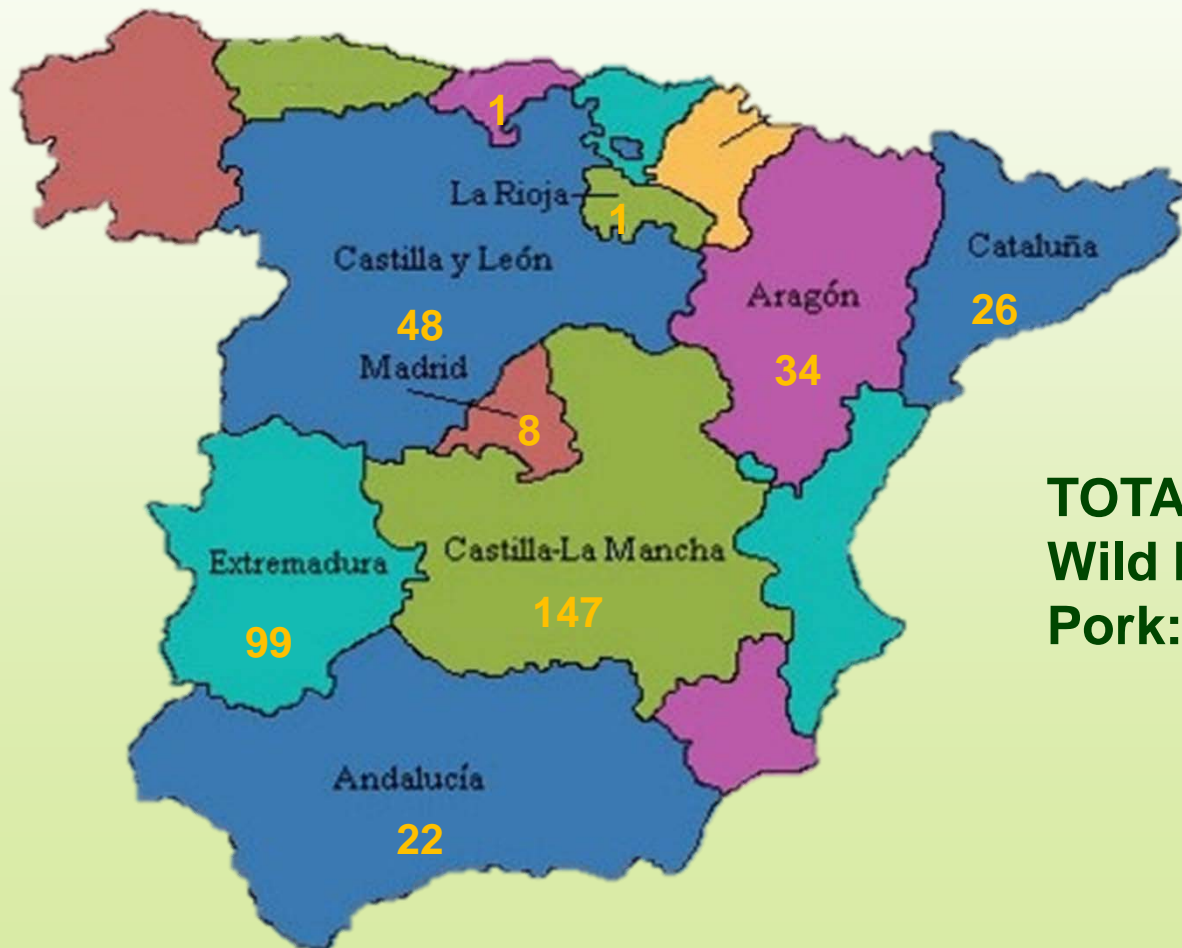 1
La Rioja
1
Castilla y León
48
Cataluña
26
Aragón
34
Madrid
8
TOTA
Wild
Pork:
Castilla-La Mancha
147
Extremadura
99
Andalucía
22